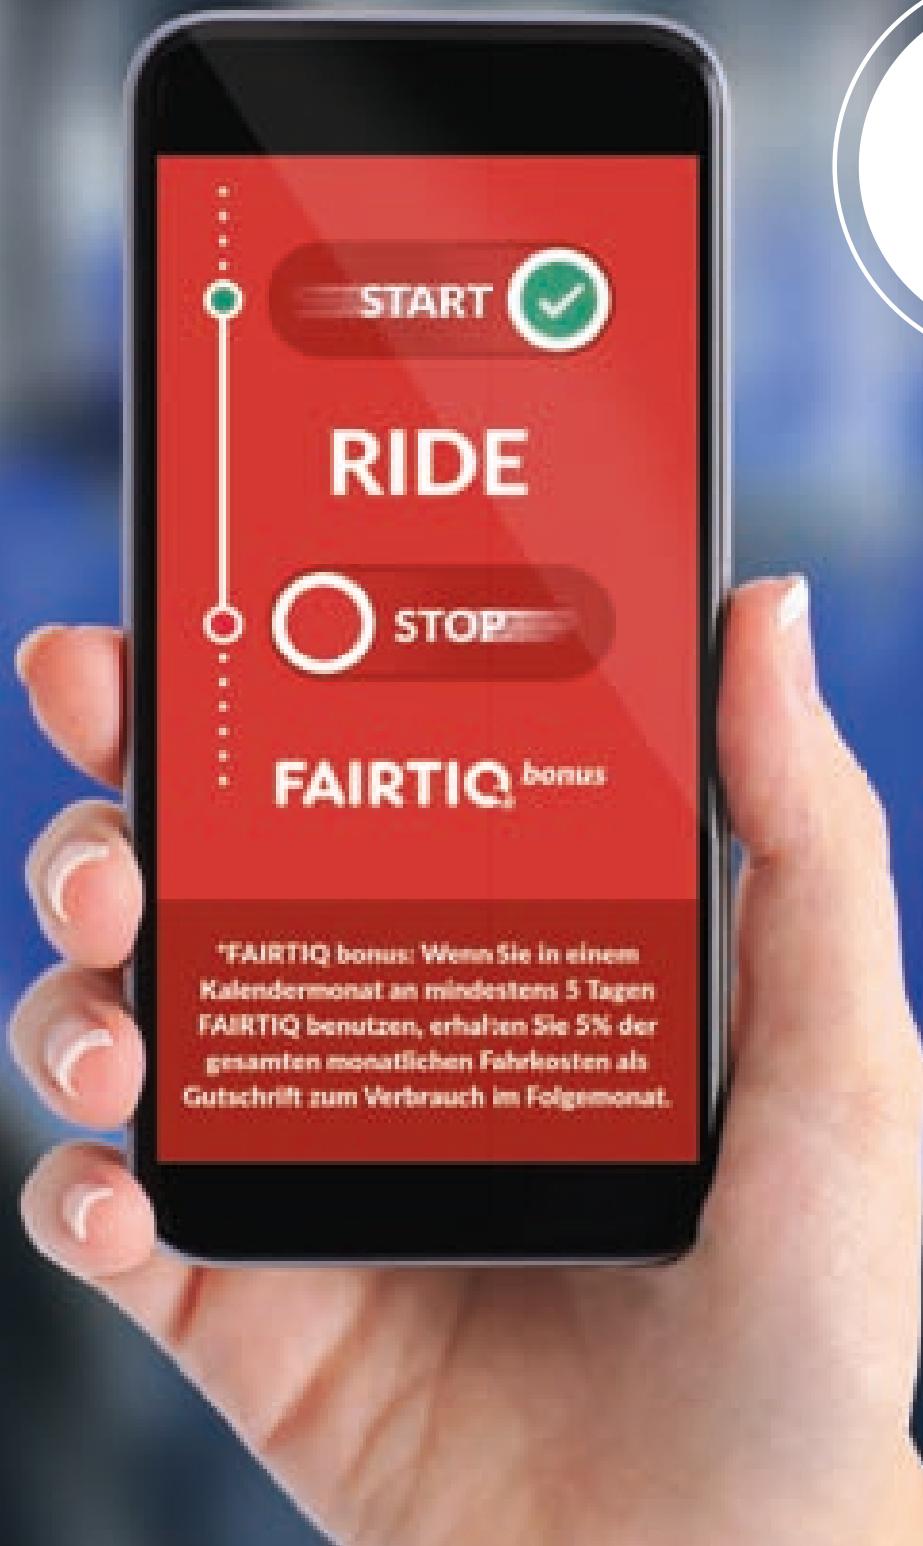 START
RIDE
STOP
FAIRTIQ bonus
*FAIRTIQ bonus: Wenn Sie in einem
Kalendermonat an mindestens 5 Tagen
FAIRTIQ benutzen, erhalten Sie 5% der
gesamten monatlichen Fahrkosten als
Gutschrift zum Verbrauch im Folgemonat.